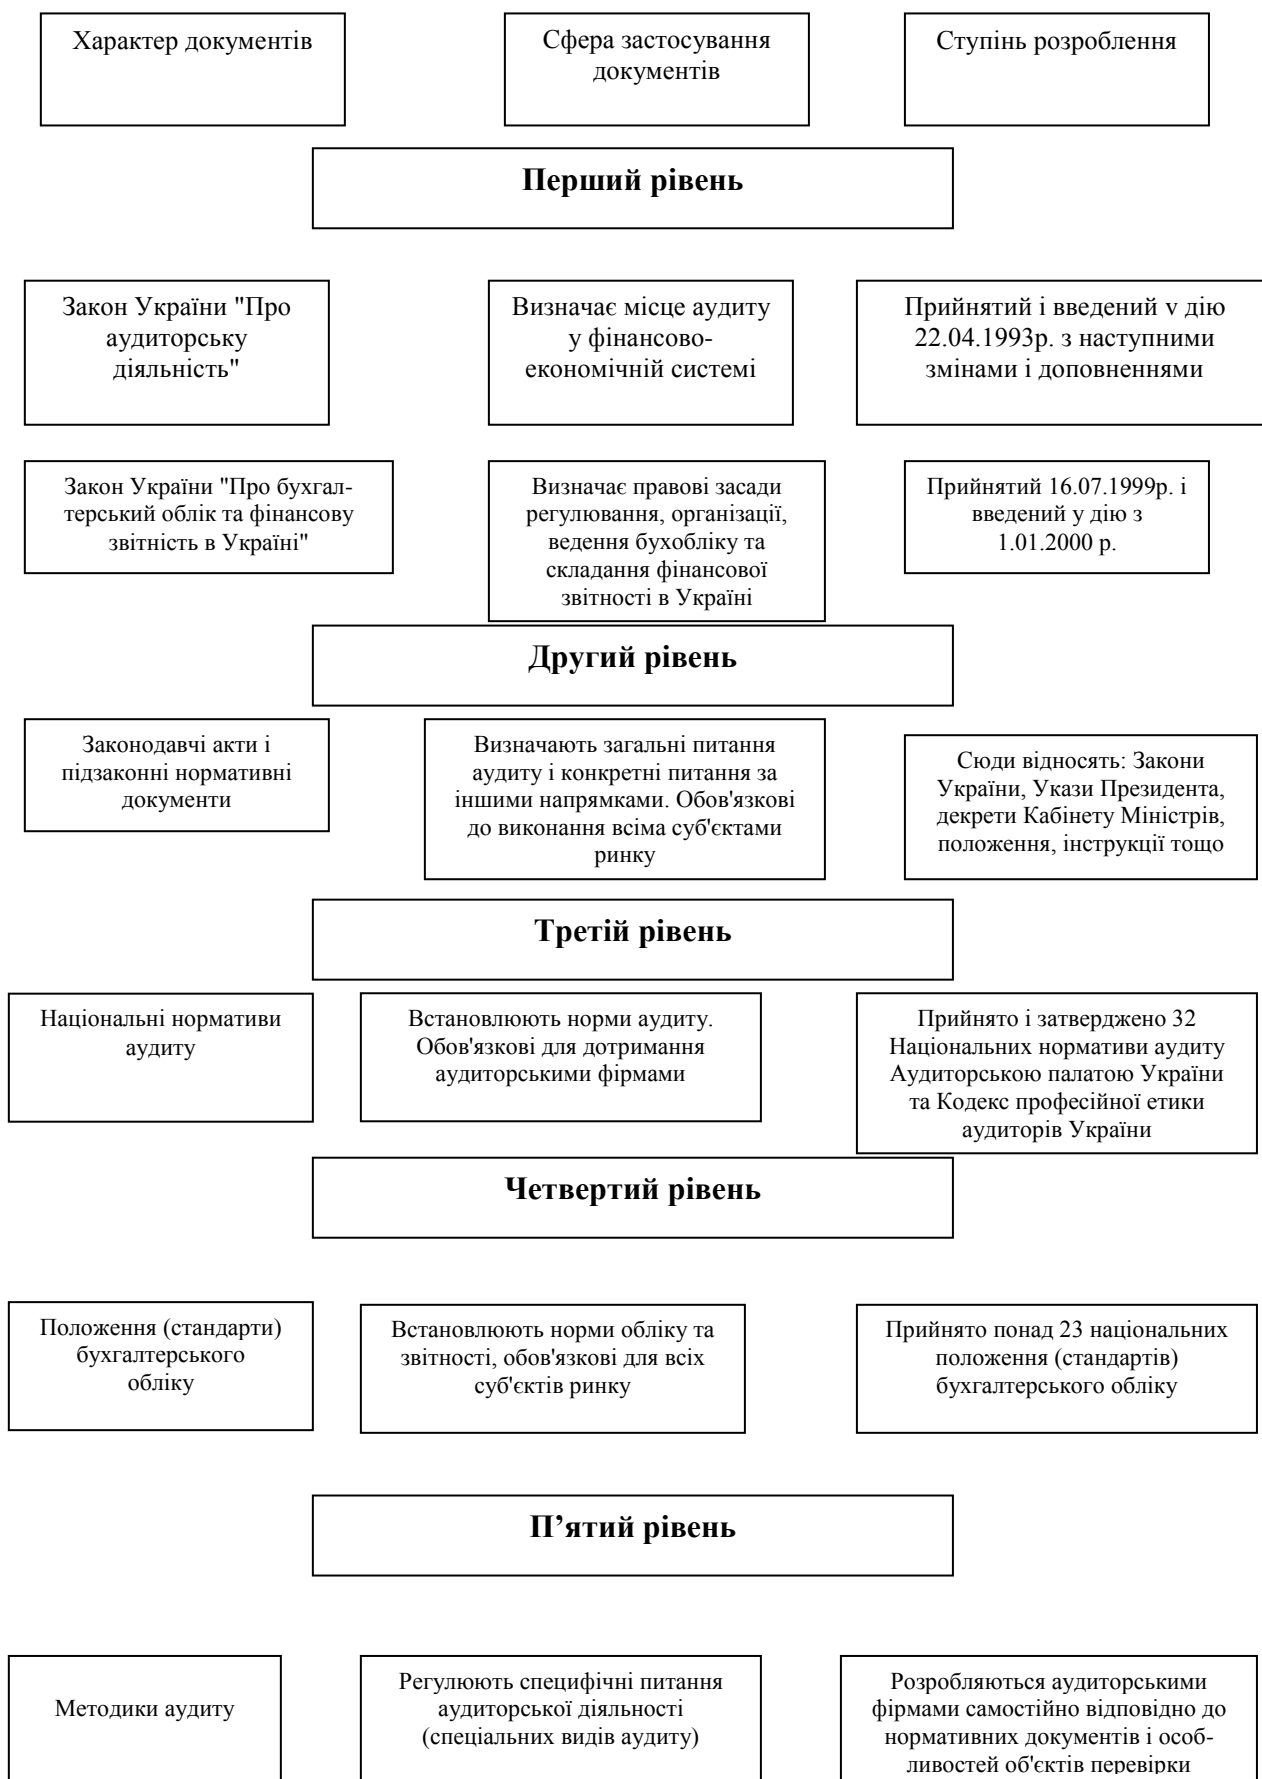 Характер документів
Сфера застосування
документів
Ступінь розроблення
Перший рівень
Закон України "Про
аудиторську
діяльність"
Визначає місце аудиту
у фінансово-
економічній системі
Прийнятий і введений v дію
22.04.1993р. з наступними
змінами і доповненнями
Закон України "Про бухгал-
терський облік та фінансову
звітність в Україні"
Визначає правові засади
регулювання, організації,
ведення бухобліку та
складання фінансової
звітності в Україні
Прийнятий 16.07.1999р. і
введений у дію з
1.01.2000 р.
Другий рівень
Законодавчі акти і
підзаконні нормативні
документи
Визначають загальні питання
аудиту і конкретні питання за
іншими напрямками. Обов'язкові
до виконання всіма суб'єктами
ринку
Сюди відносять: Закони
України, Укази Президента,
декрети Кабінету Міністрів,
положення, інструкції тощо
Третій рівень
Національні нормативи
аудиту
Встановлюють норми аудиту.
Обов'язкові для дотримання
аудиторськими фірмами
Прийнято і затверджено 32
Національних нормативи аудиту
Аудиторською палатою України
та Кодекс професійної етики
аудиторів України
Четвертий рівень
Положення (стандарти)
бухгалтерського
обліку
Встановлюють норми обліку та
звітності, обов'язкові для всіх
суб'єктів ринку
Прийнято понад 23 національних
положення (стандартів)
бухгалтерського обліку
П’ятий рівень
Методики аудиту
Регулюють специфічні питання
аудиторської діяльності
(спеціальних видів аудиту)
Розробляються аудиторськими
фірмами самостійно відповідно до
нормативних документів і особ-
ливостей об'єктів перевірки